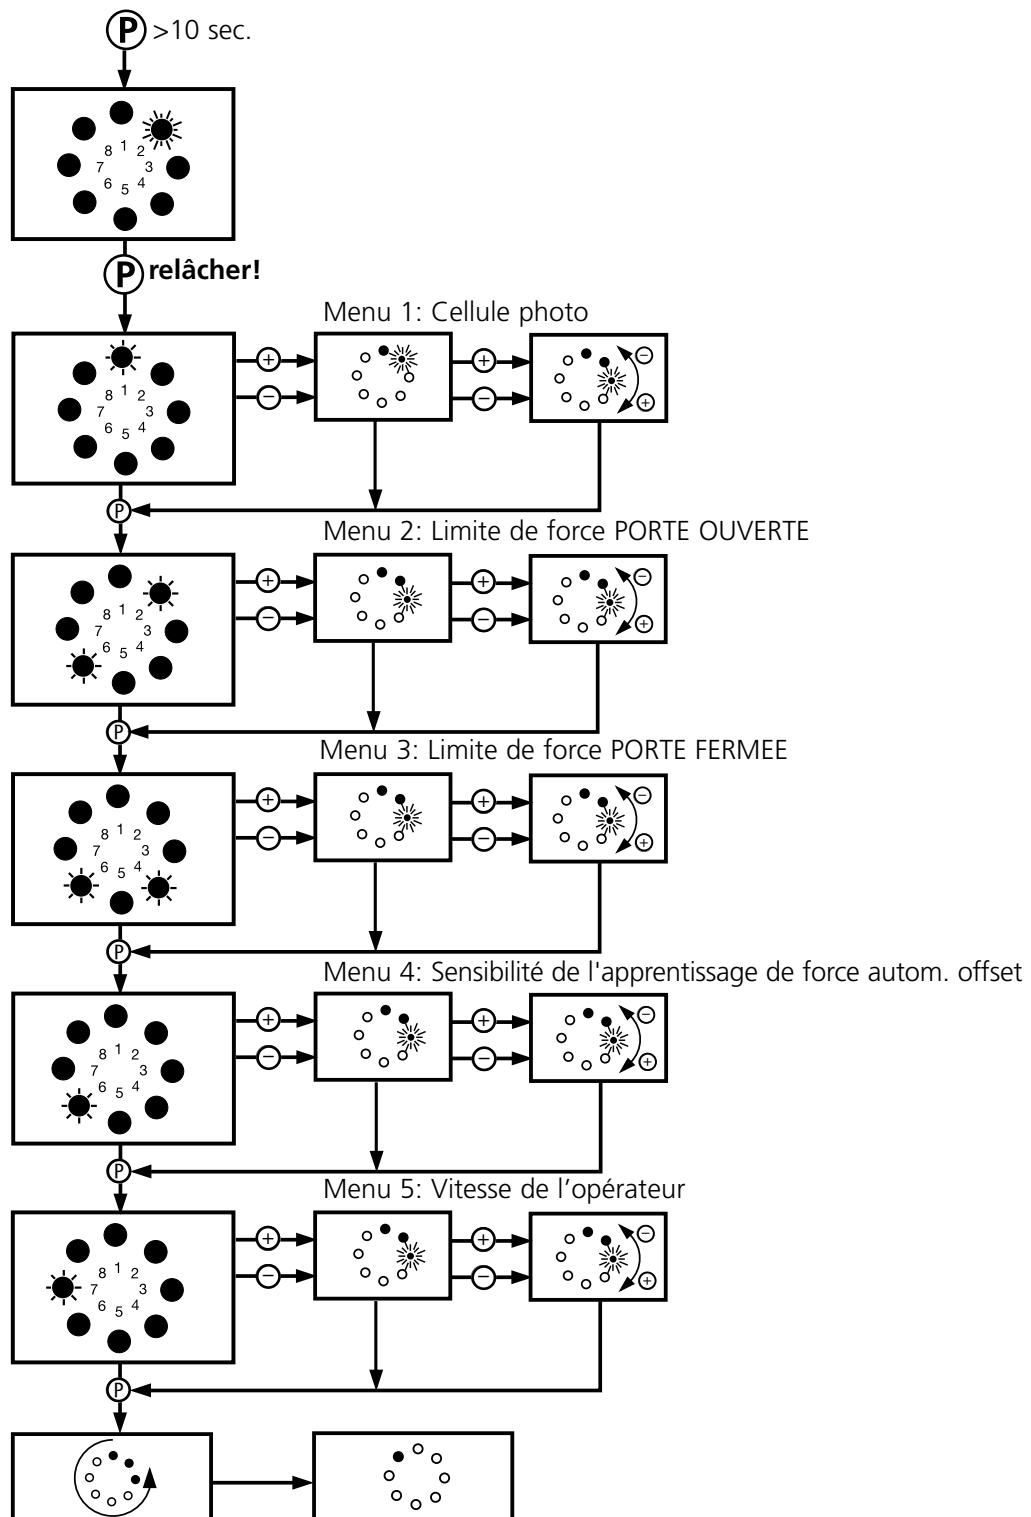 P >10 sec.
8 1 2
7 3
6 5 4
P relâcher!
Menu 1: Cellule photo
8 1 2
7 3
6 5 4
+ + −
− − +
P
Menu 2: Limite de force PORTE OUVERTE
8 1 2
7 3
6 5 4
+ + −
− − +
P
Menu 3: Limite de force PORTE FERMEE
8 1 2
7 3
6 5 4
+ + −
− − +
P
Menu 4: Sensibilité de l'apprentissage de force autom. offset
8 1 2
7 3
6 5 4
+ + −
− − +
P
Menu 5: Vitesse de l’opérateur
8 1 2
7 3
6 5 4
+ + −
− − +
P